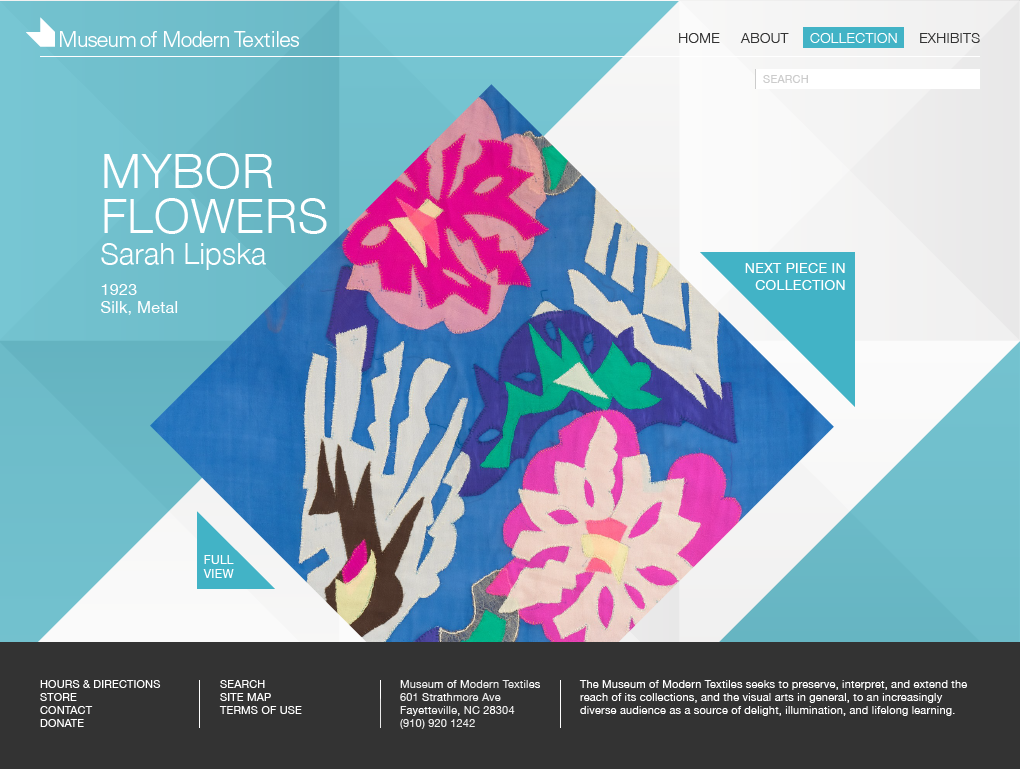 Museum of Modern Textiles
HOME ABOUT COLLECTION EXHIBITS
SEARCH
MYBOR
FLOWERS
Sarah Lipska
1923
Silk, Metal
NEXT PIECE IN
COLLECTION
FULL
VIEW
HOURS & DIRECTIONS
STORE
CONTACT
DONATE
SEARCH
SITE MAP
TERMS OF USE
Museum of Modern Textiles
601 Strathmore Ave
Fayetteville, NC 28304
(910) 920 1242
The Museum of Modern Textiles seeks to preserve, interpret, and extend the
reach of its collections, and the visual arts in general, to an increasingly
diverse audience as a source of delight, illumination, and lifelong learning.